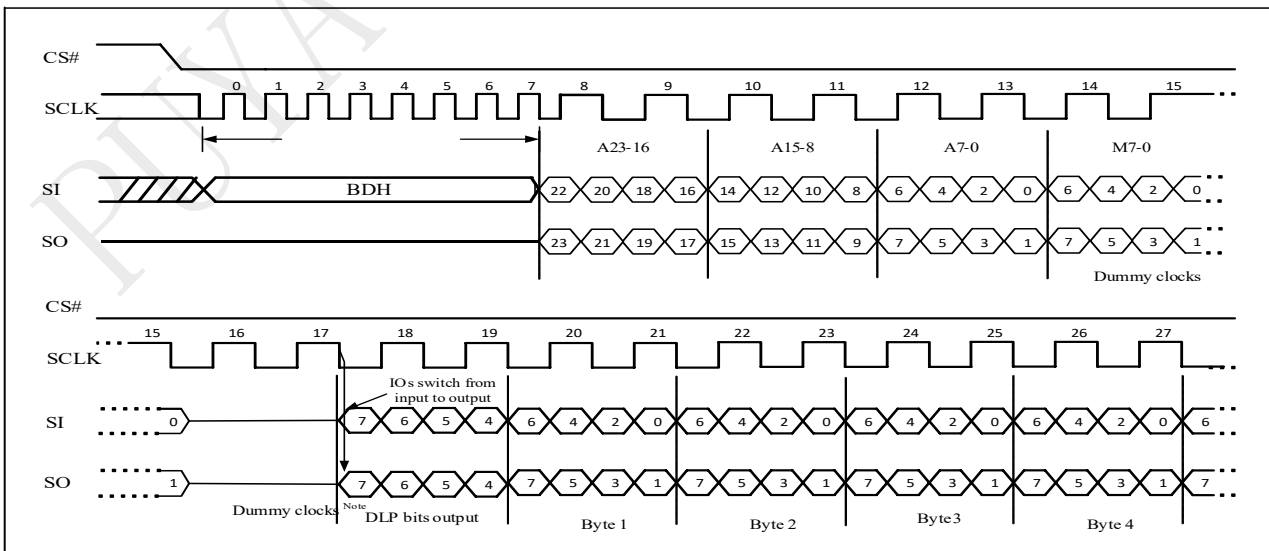 PUYA
CS#
0 1 2 3 4 5 6 7 8 9 10 11 12 13 14 15
SCLK
A23-16 A15-8 A7-0 M7-0
SI BDH 22 20 18 16 14 12 10 8 6 4 2 0 6 4 2 0
SO 23 21 19 17 15 13 11 9 7 5 3 1 7 5 3 1
Dummy clocks
CS#
15 16 17 18 19 20 21 22 23 24 25 26 27
SCLK
IOs switch from
input to output
SI 0 7 6 5 4 6 4 2 0 6 4 2 0 6 4 2 0 6 4 2 0 6
SO 1 7 6 5 4 7 5 3 1 7 5 3 1 7 5 3 1 7 5 3 1 7
Dummy clocks Note DLP bits output Byte 1 Byte 2 Byte3 Byte 4